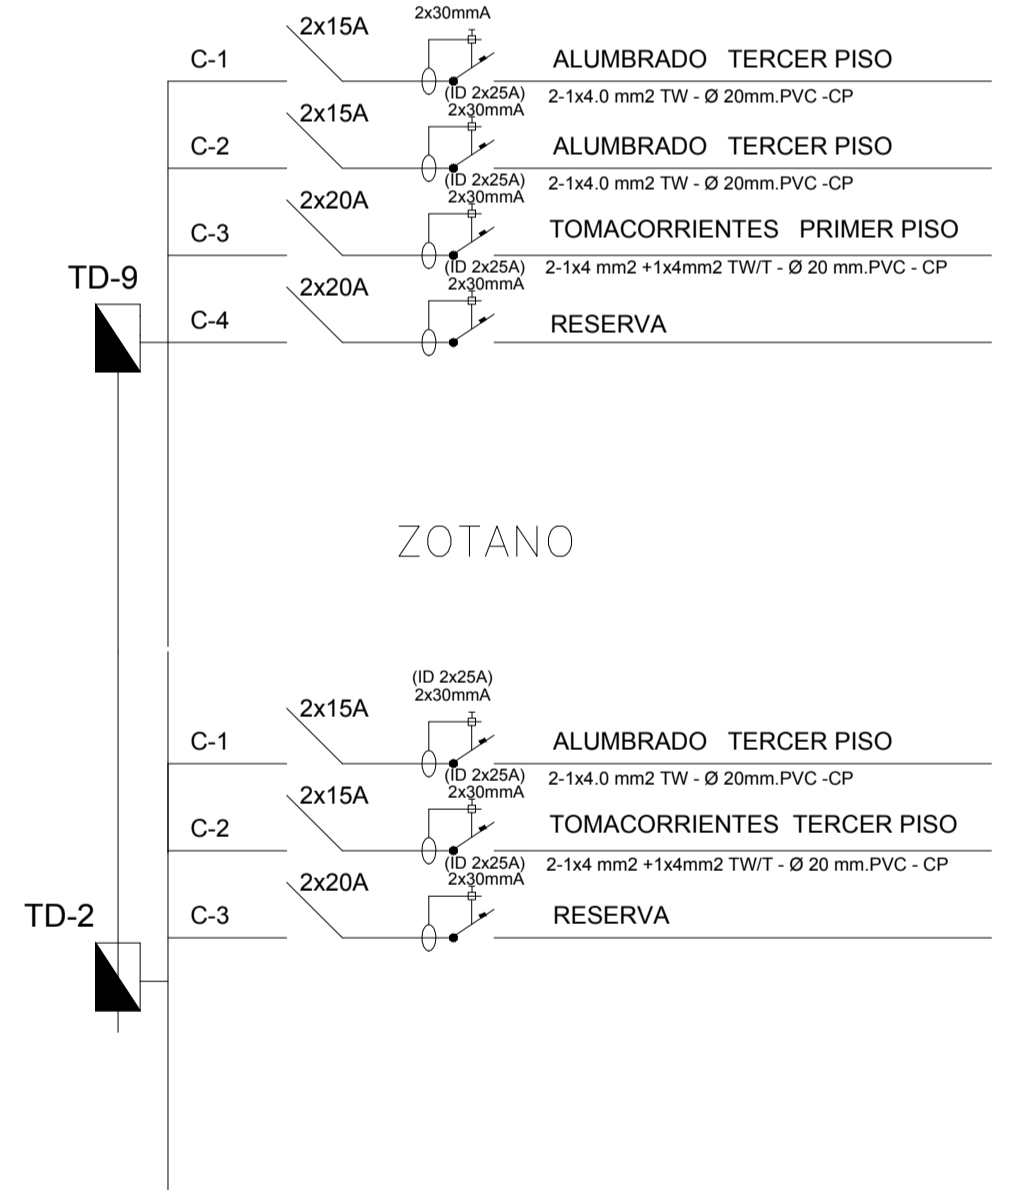 2x30mmA
2x15A
C-1
ALUMBRADO TERCER PISO
(ID 2x25A)
2x30mmA
2-1x4.0 mm2 TW - Ø 20mm.PVC -CP
2x15A
C-2
ALUMBRADO TERCER PISO
(ID 2x25A)
2x30mmA
2-1x4.0 mm2 TW - Ø 20mm.PVC -CP
2x20A
C-3
TOMACORRIENTES PRIMER PISO
(ID 2x25A)
2x30mmA
2-1x4 mm2 +1x4mm2 TW/T - Ø 20 mm.PVC - CP
TD-9
2x20A
C-4
RESERVA
ZOTANO
(ID 2x25A)
2x30mmA
2x15A
C-1
ALUMBRADO TERCER PISO
(ID 2x25A)
2x30mmA
2-1x4.0 mm2 TW - Ø 20mm.PVC -CP
2x15A
C-2
TOMACORRIENTES TERCER PISO
(ID 2x25A)
2x30mmA
2-1x4 mm2 +1x4mm2 TW/T - Ø 20 mm.PVC - CP
2x20A
TD-2
C-3
RESERVA